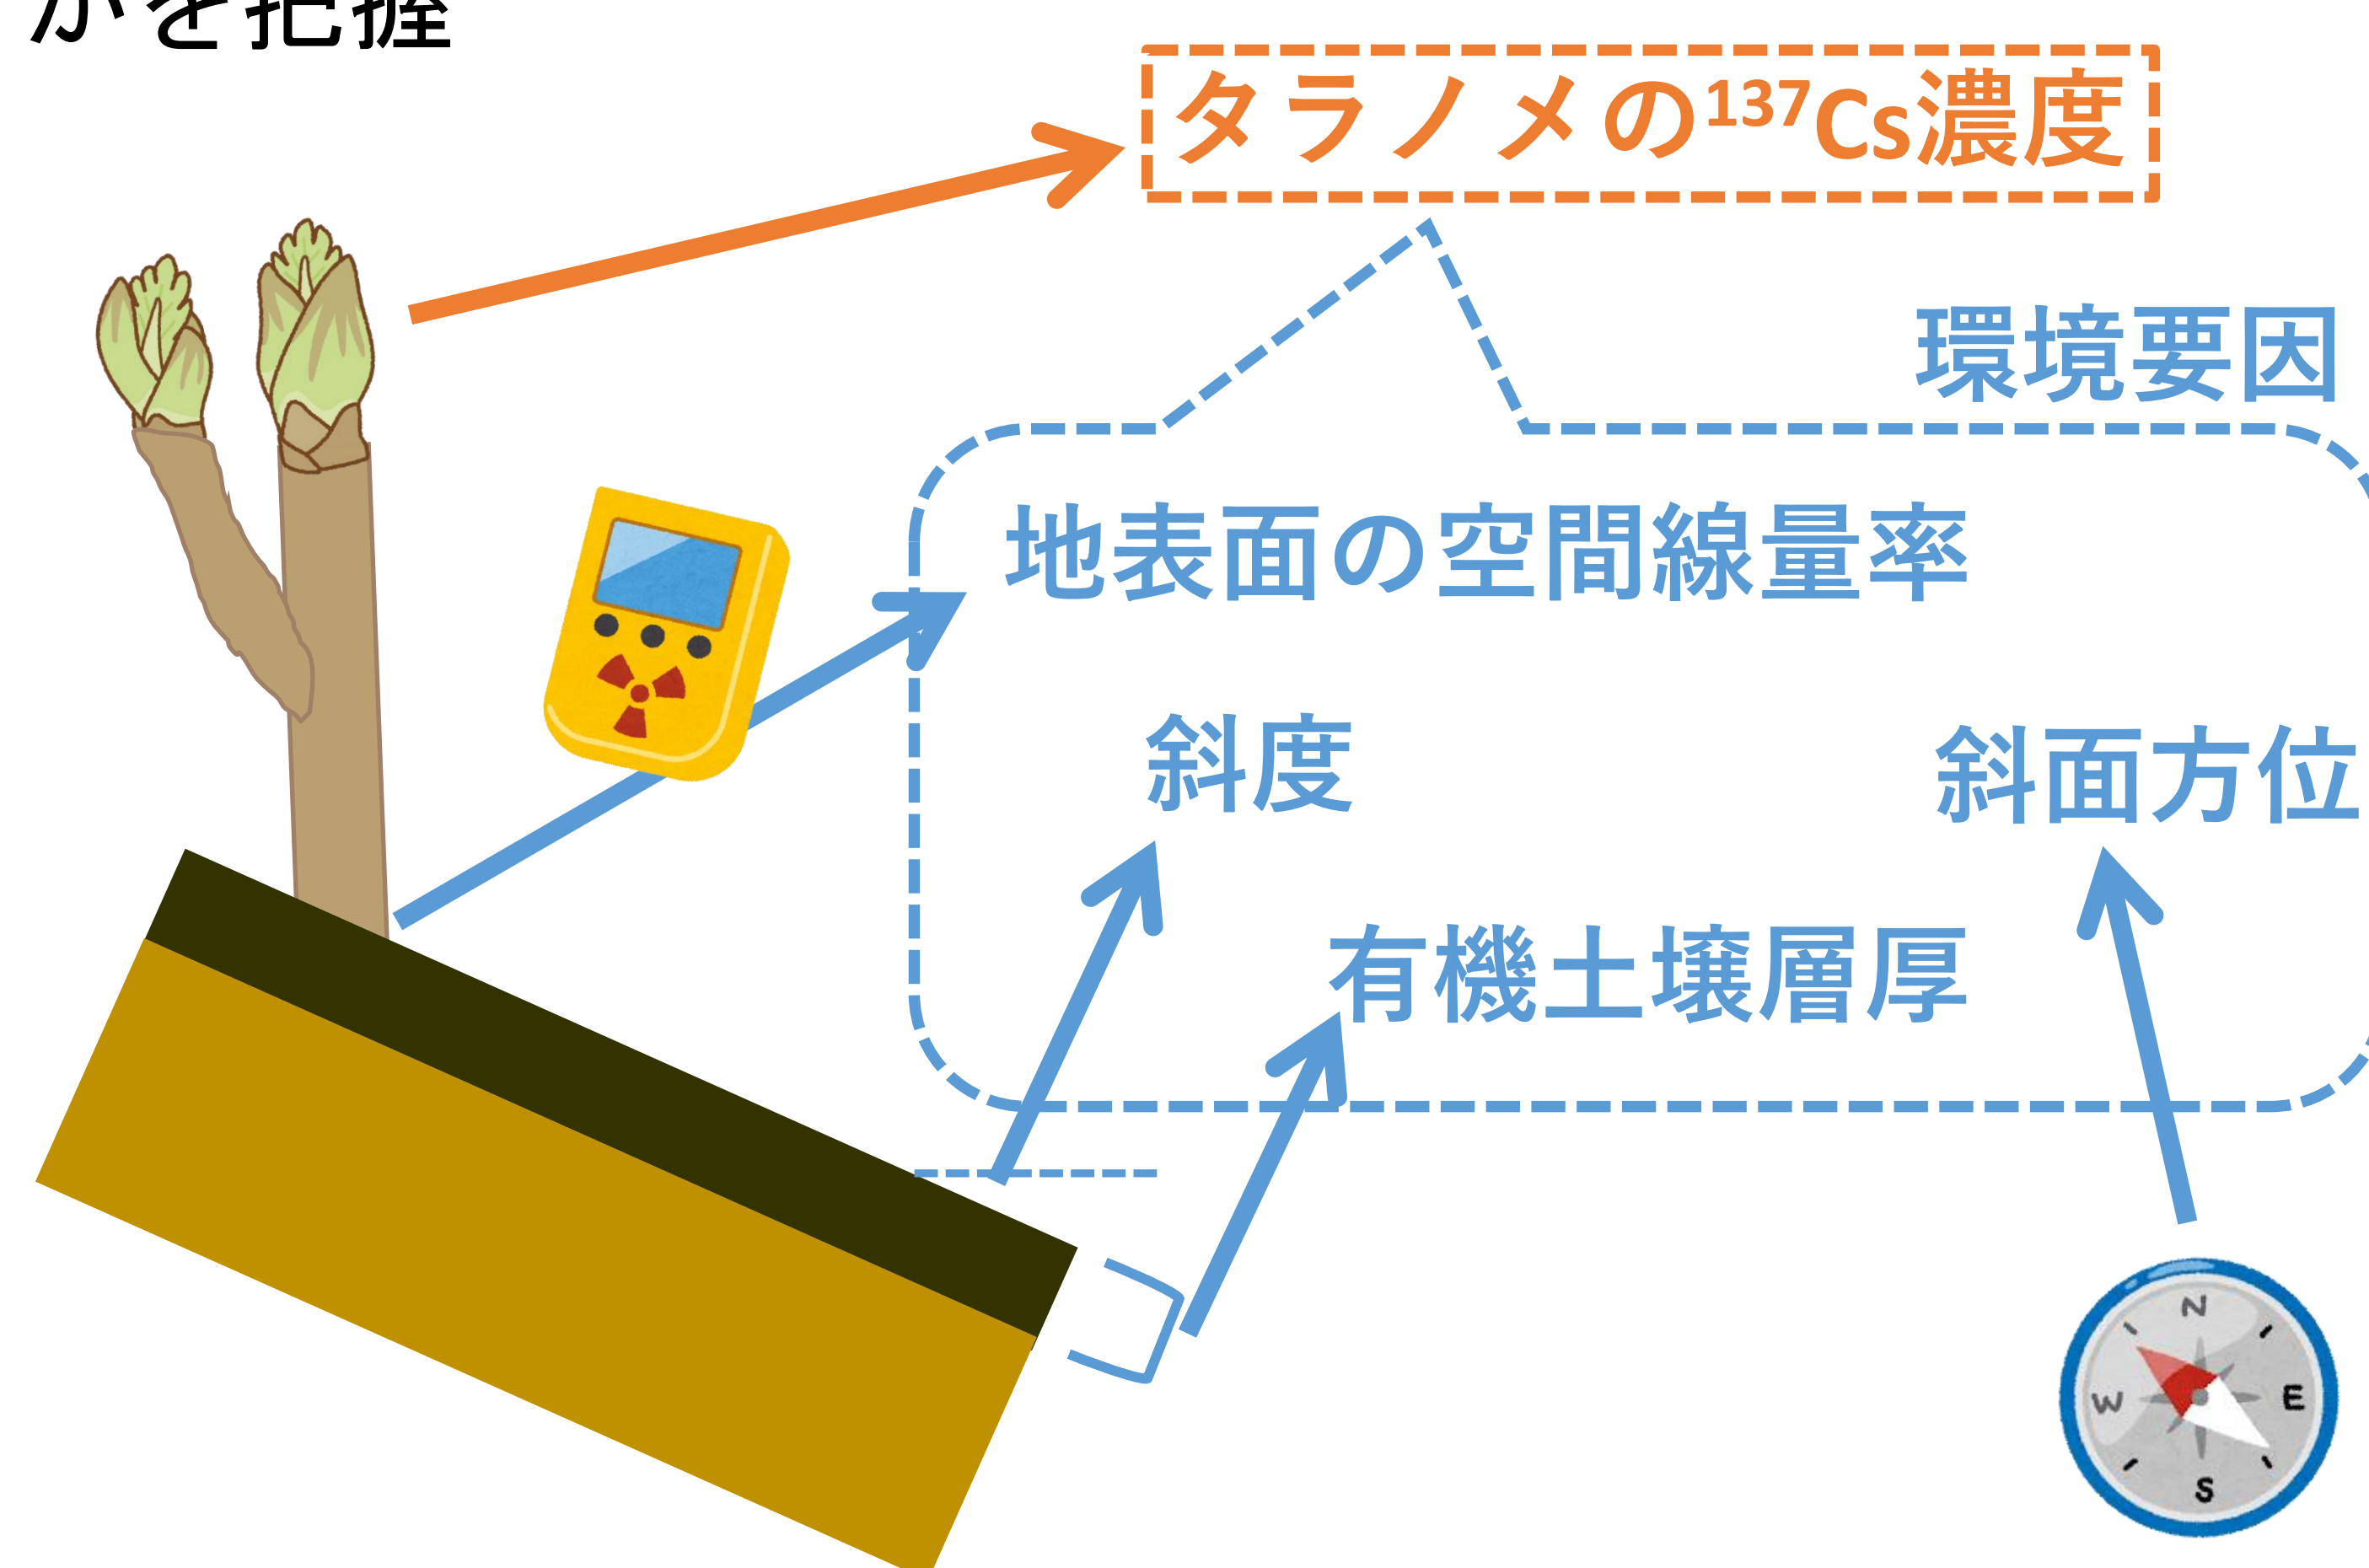 かを把握
タラノメの¹³⁷Cs濃度
環境要因
地表面の空間線量率
斜度
斜面方位
有機土壌層厚
N
W
E
S